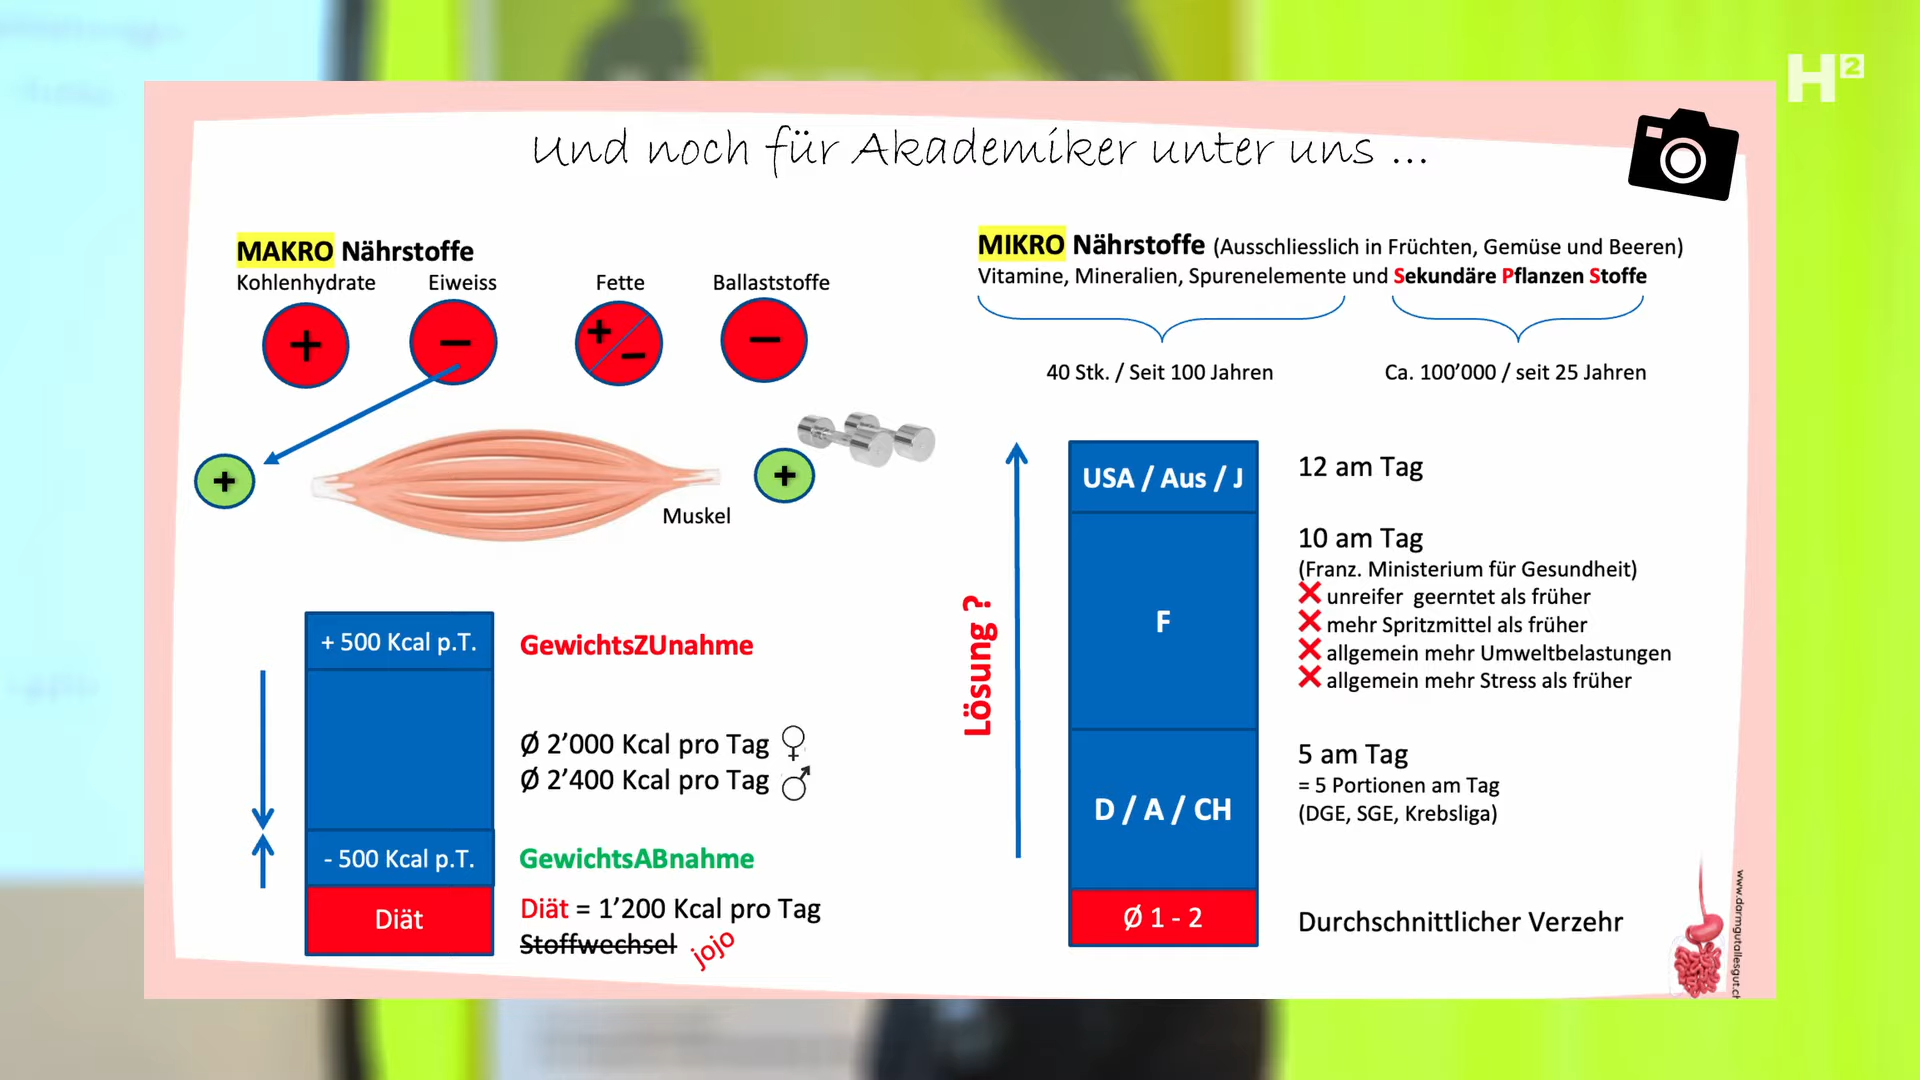 H²
Und noch für Akademiker unter uns ...
MAKRO Nährstoffe
Kohlenhydrate Eiweiss Fette Ballaststoffe
+ − + − −
+ +
Muskel
+ 500 Kcal p.T. GewichtsZUnahme
Ø 2’000 Kcal pro Tag ♀
Ø 2’400 Kcal pro Tag ♂
- 500 Kcal p.T. GewichtsABnahme
Diät Diät = 1’200 Kcal pro Tag
Stoffwechsel jojo
MIKRO Nährstoffe (Ausschliesslich in Früchten, Gemüse und Beeren)
Vitamine, Mineralien, Spurenelemente und Sekundäre Pflanzen Stoffe
40 Stk. / Seit 100 Jahren Ca. 100’000 / seit 25 Jahren
Lösung ?
USA / Aus / J 12 am Tag
F 10 am Tag
(Franz. Ministerium für Gesundheit)
❌ unreifer geerntet als früher
❌ mehr Spritzmittel als früher
❌ allgemein mehr Umweltbelastungen
❌ allgemein mehr Stress als früher
D / A / CH 5 am Tag
= 5 Portionen am Tag
(DGE, SGE, Krebsliga)
Ø 1 - 2 Durchschnittlicher Verzehr
www.darmgutallesgut.ch